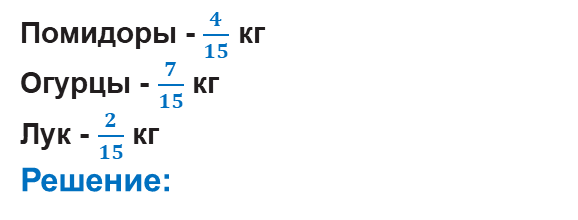 Помидоры - 4/15 кг
Огурцы - 7/15 кг
Лук - 2/15 кг
Решение: